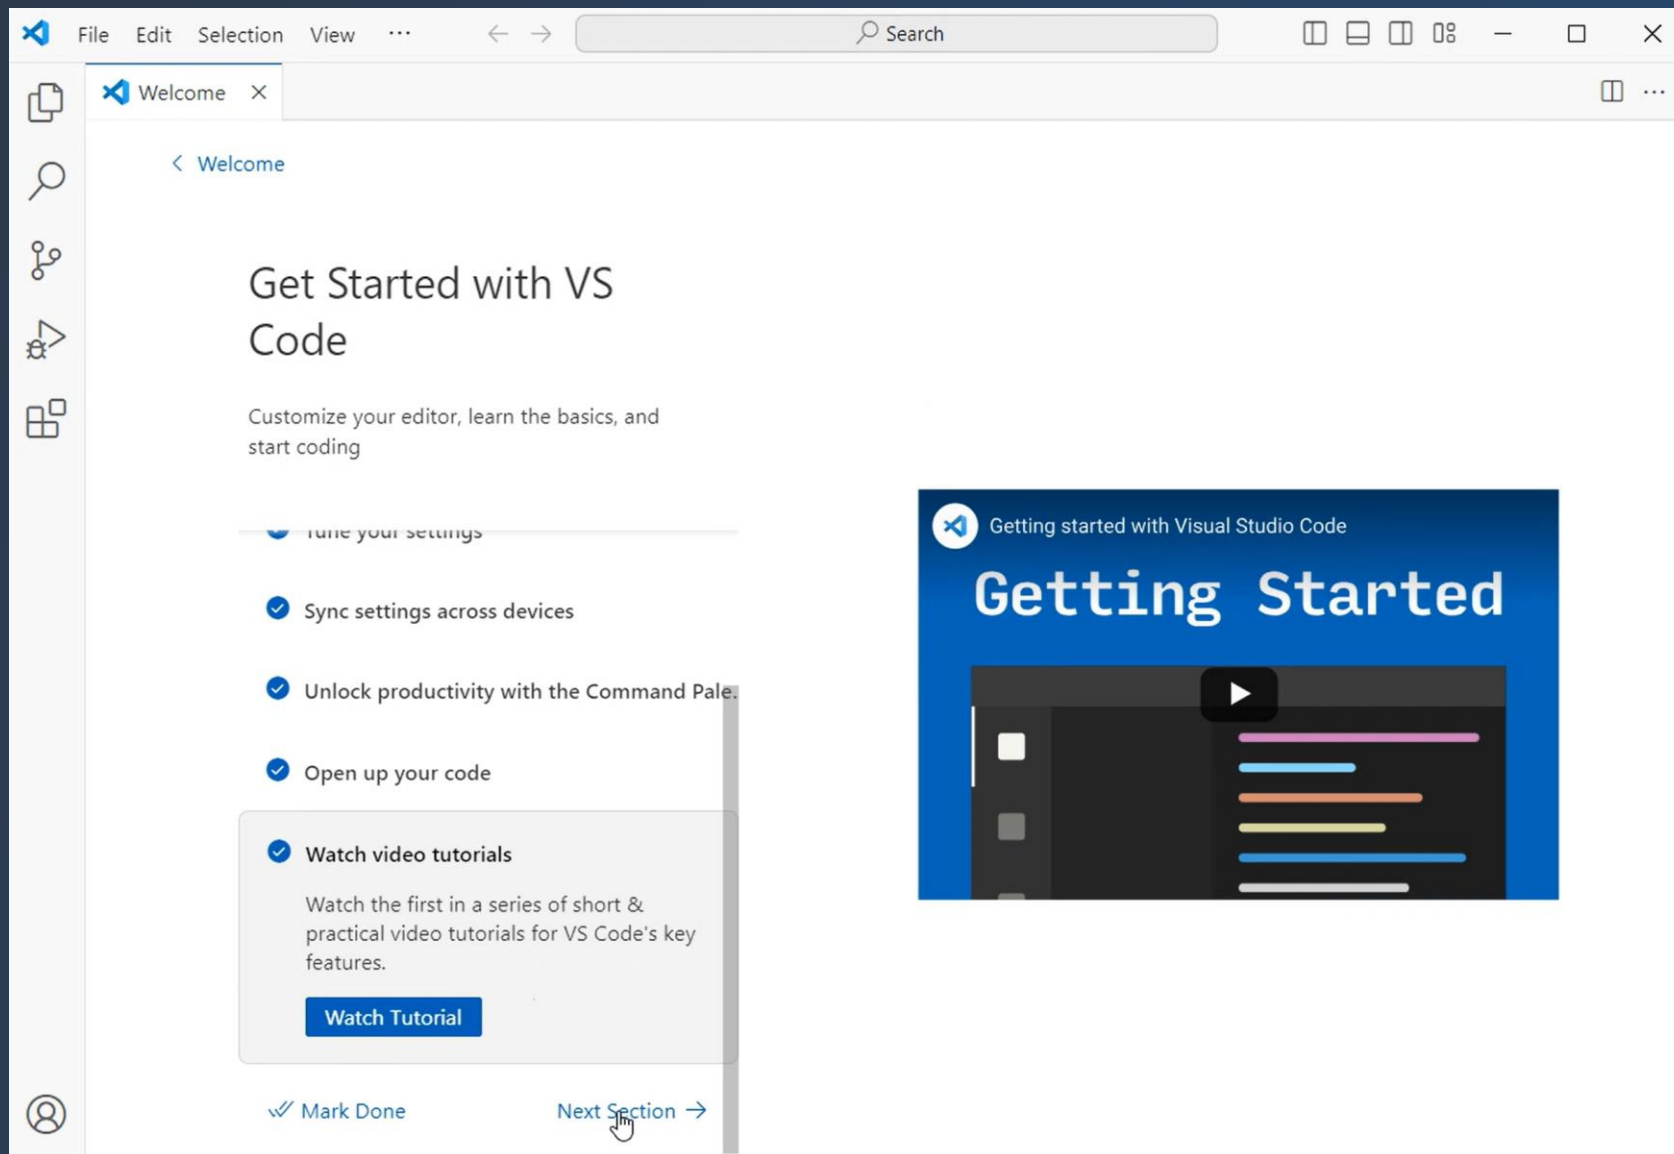 File Edit Selection View ··· Search
Welcome
Welcome
Get Started with VS
Code
Customize your editor, learn the basics, and
start coding
Tune your settings
Sync settings across devices
Unlock productivity with the Command Pale.
Open up your code
Watch video tutorials
Watch the first in a series of short &
practical video tutorials for VS Code's key
features.
Watch Tutorial
Mark Done Next Section
Getting started with Visual Studio Code
Getting Started